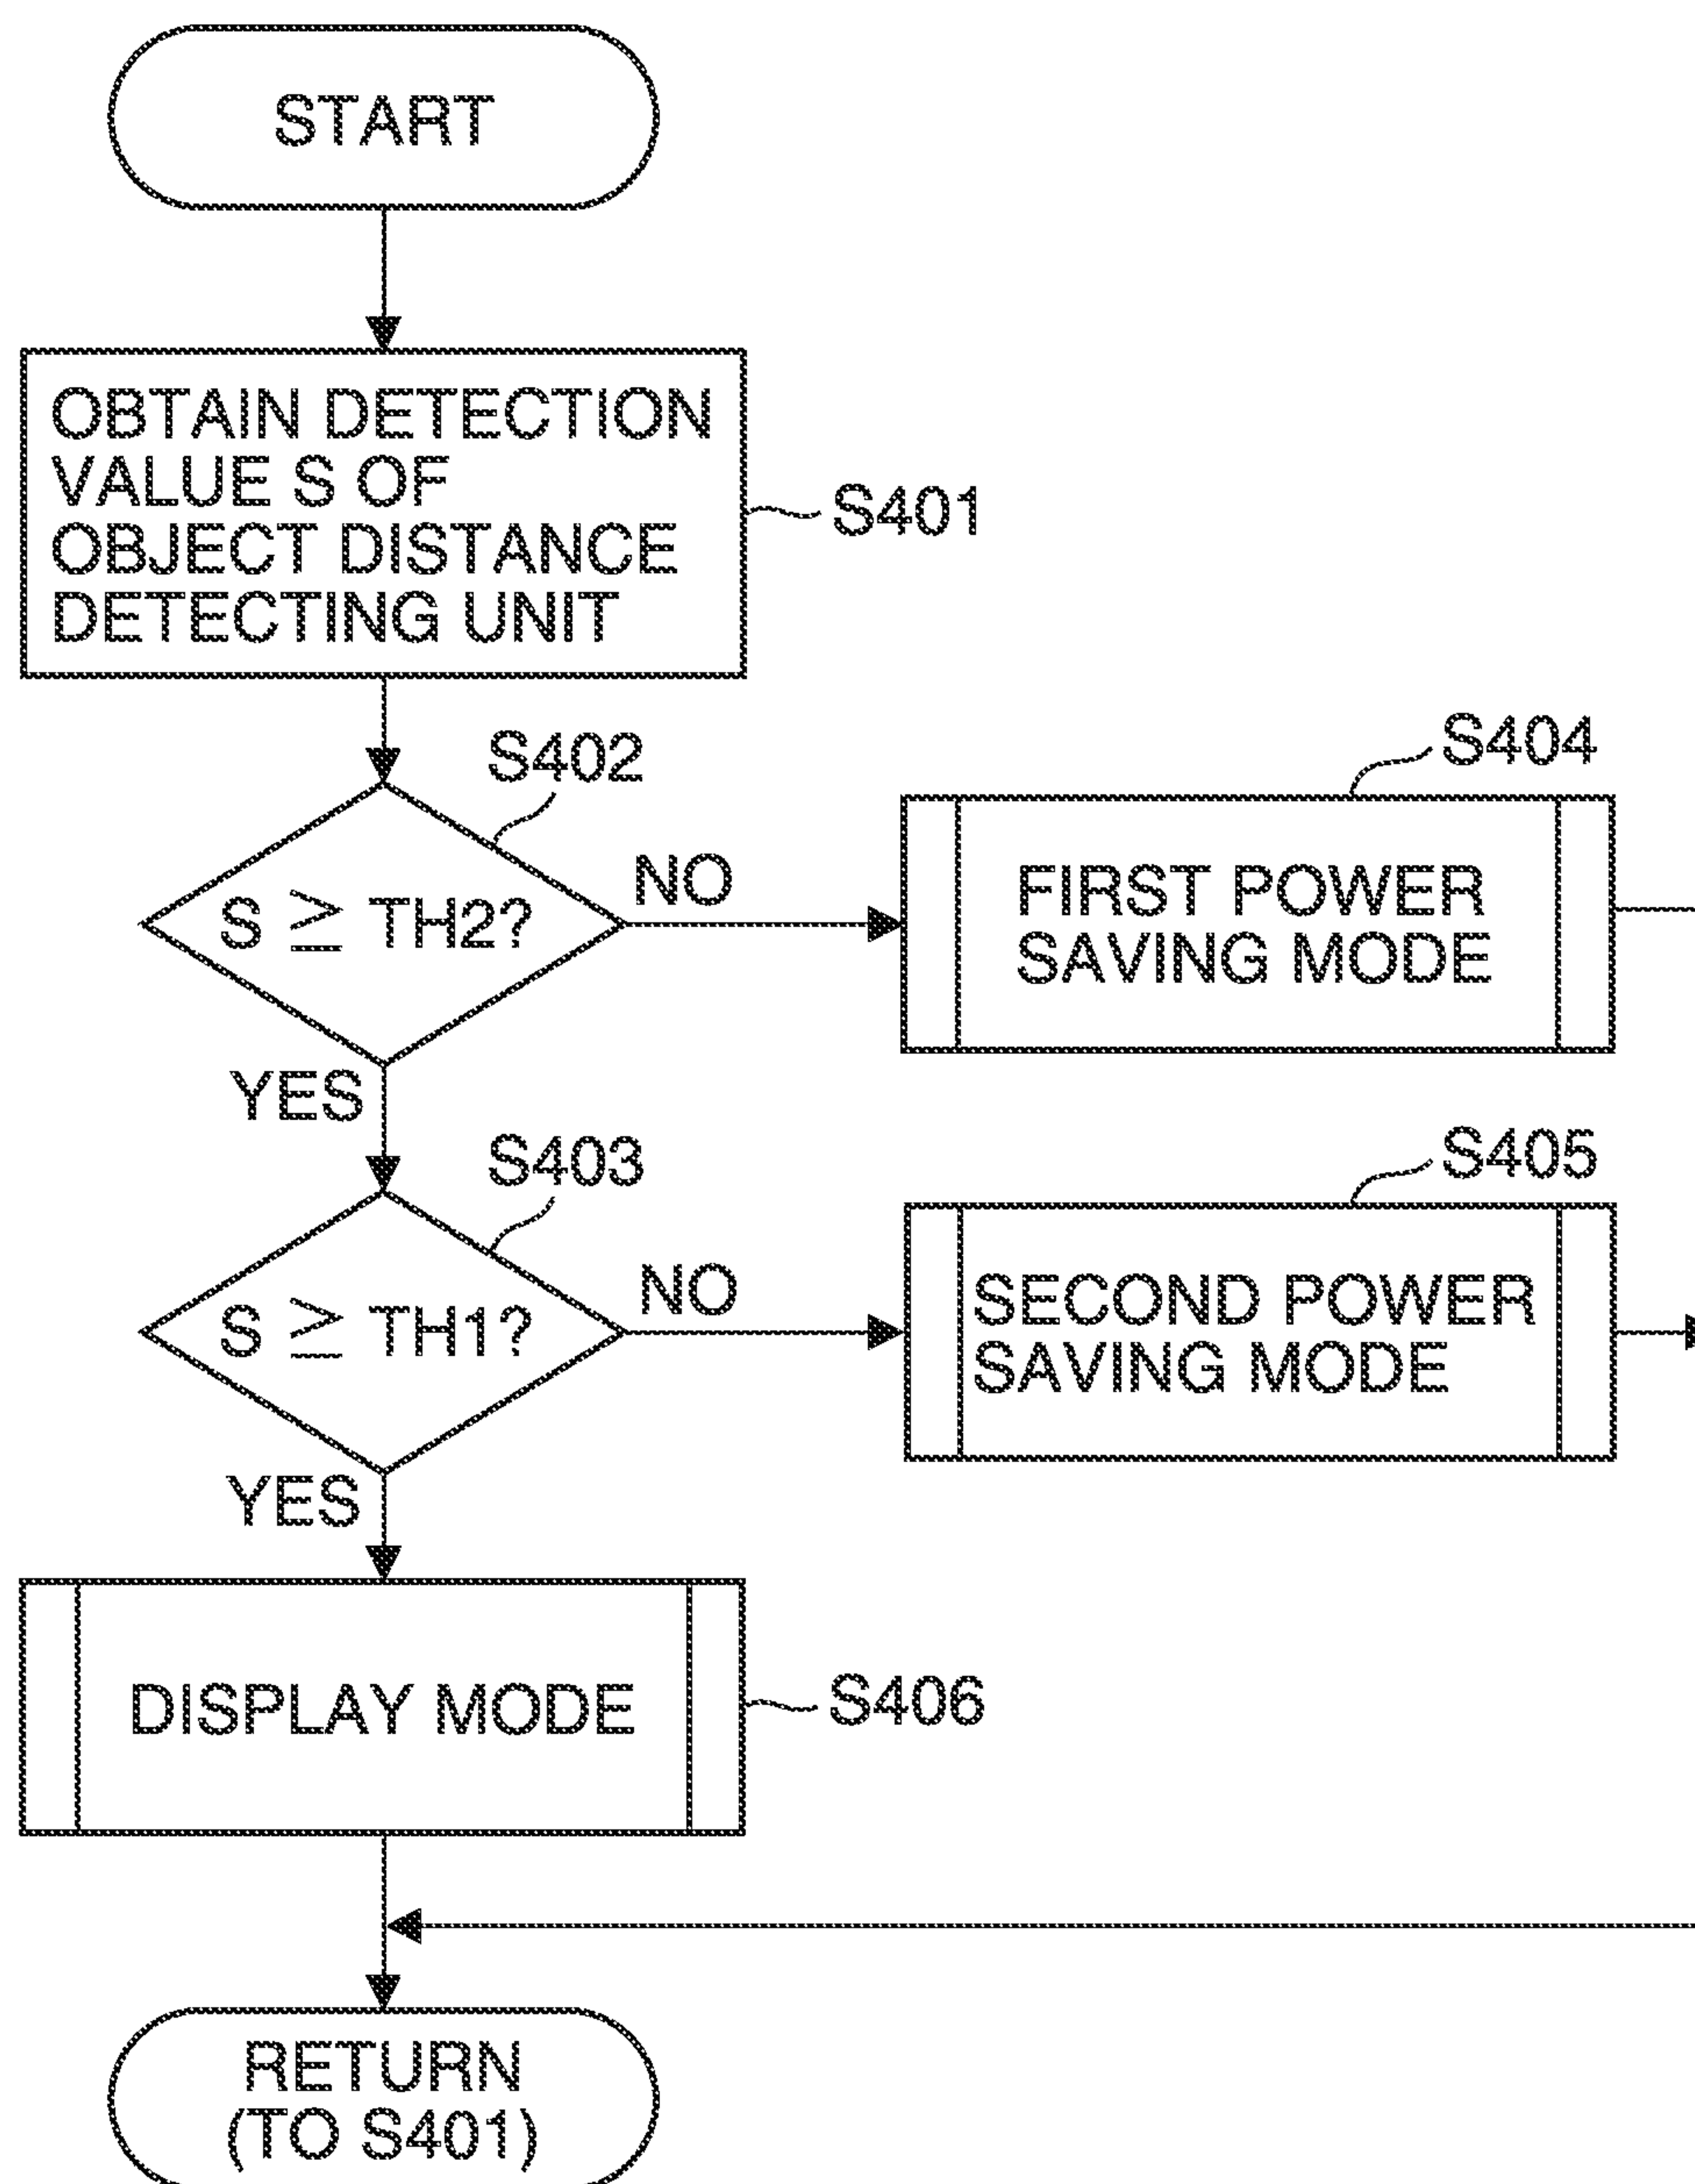 START
OBTAIN DETECTION
VALUE S OF
OBJECT DISTANCE
DETECTING UNIT
S401
S402
S ≥ TH2?
NO
YES
S404
FIRST POWER
SAVING MODE
S403
S ≥ TH1?
NO
YES
S405
SECOND POWER
SAVING MODE
DISPLAY MODE
S406
RETURN
(TO S401)